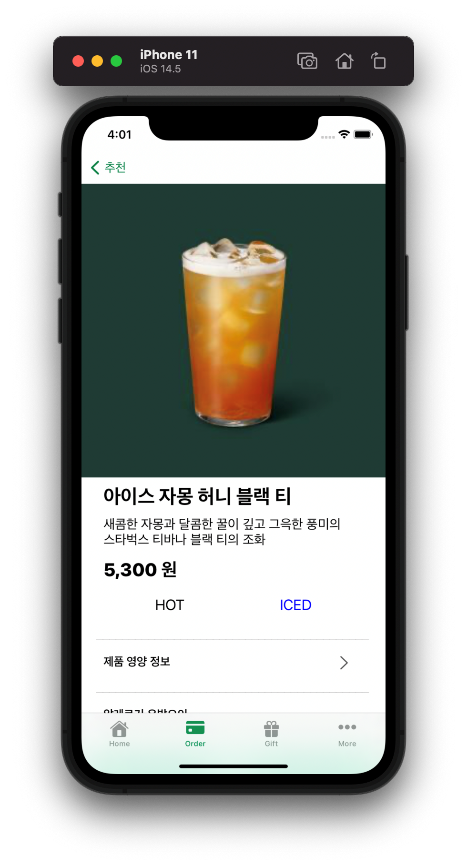 iPhone 11
iOS 14.5
4:01
추천
아이스 자몽 허니 블랙 티
새콤한 자몽과 달콤한 꿀이 깊고 그윽한 풍미의
스타벅스 티바나 블랙 티의 조화
5,300 원
HOT ICED
제품 영양 정보
Home Order Gift More